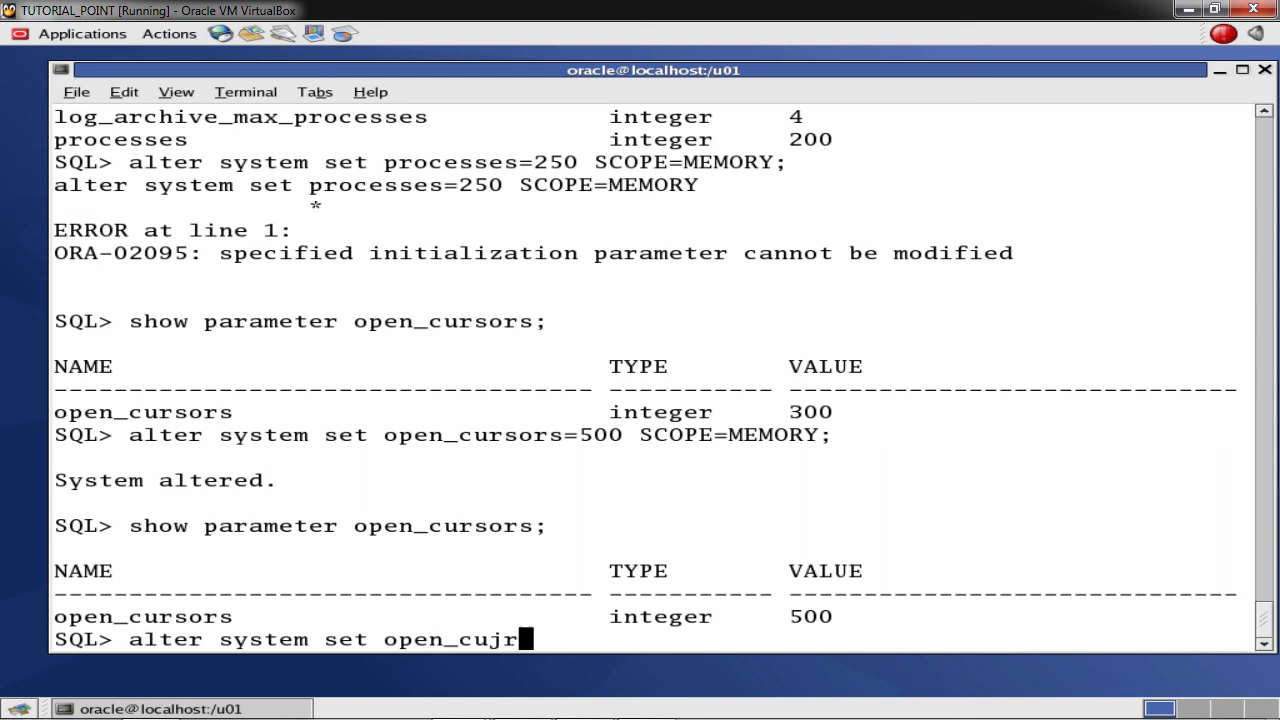 TUTORIAL_POINT [Running] - Oracle VM VirtualBox
Applications Actions
oracle@localhost:/u01
File Edit View Terminal Tabs Help
log_archive_max_processes integer 4
processes integer 200
SQL> alter system set processes=250 SCOPE=MEMORY;
alter system set processes=250 SCOPE=MEMORY
*
ERROR at line 1:
ORA-02095: specified initialization parameter cannot be modified
SQL> show parameter open_cursors;
NAME TYPE VALUE
------------------------------------ ----------- ------------------------------
open_cursors integer 300
SQL> alter system set open_cursors=500 SCOPE=MEMORY;
System altered.
SQL> show parameter open_cursors;
NAME TYPE VALUE
------------------------------------ ----------- ------------------------------
open_cursors integer 500
SQL> alter system set open_cujr
oracle@localhost:/u01